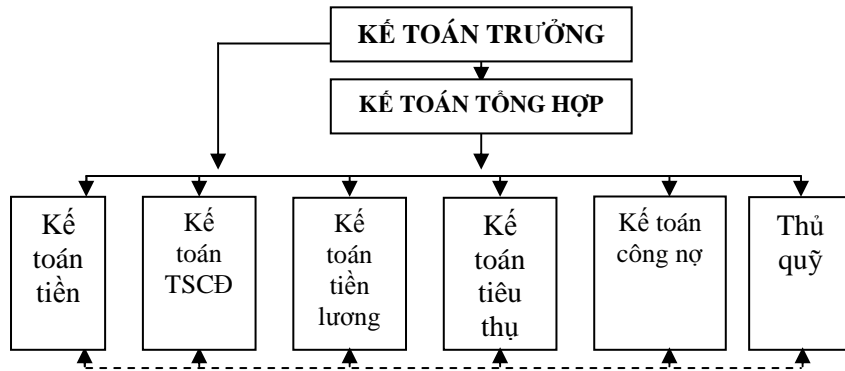 KẾ TOÁN TRƯỞNG
KẾ TOÁN TỔNG HỢP
Kế
toán
tiền
Kế
toán
TSCĐ
Kế
toán
tiền
lương
Kế
toán
tiêu
thụ
Kế toán
công nợ
Thủ
quỹ